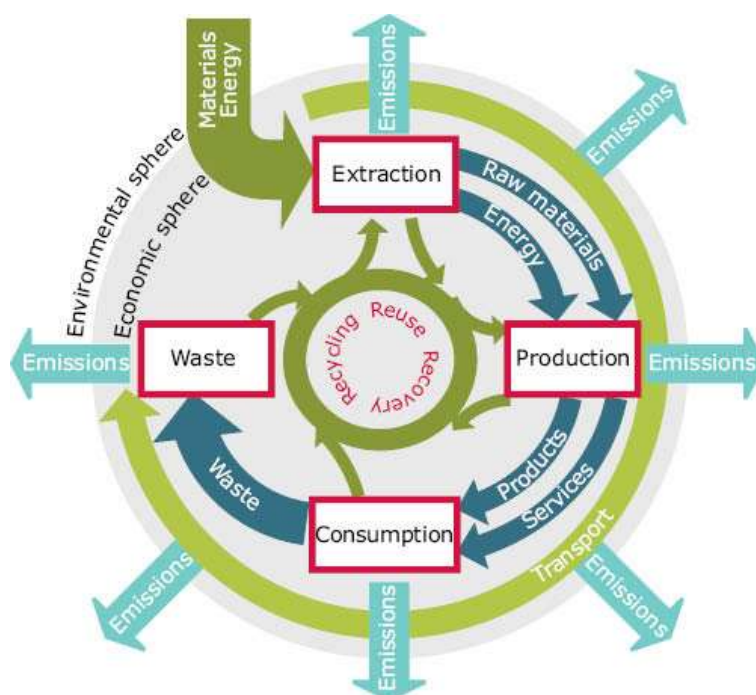 Materials
Energy
Emissions
Emissions
Environmental sphere
Economic sphere
Extraction
Raw materials
Energy
Recycling Reuse Recovery
Emissions
Waste
Production
Emissions
Waste
Products
Services
Consumption
Transport
Emissions
Emissions
Emissions